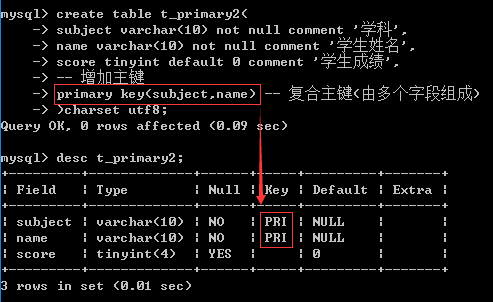 mysql> create table t_primary2(
    -> subject varchar(10) not null comment '学科',
    -> name varchar(10) not null comment '学生姓名',
    -> score tinyint default 0 comment '学生成绩',
    -> -- 增加主键
    -> primary key(subject,name) -- 复合主键(由多个字段组成)
    -> )charset utf8;
Query OK, 0 rows affected (0.09 sec)
mysql> desc t_primary2;
+---------+-------------+------+-----+---------+-------+
| Field   | Type        | Null | Key | Default | Extra |
+---------+-------------+------+-----+---------+-------+
| subject | varchar(10) | NO   | PRI | NULL    |       |
| name    | varchar(10) | NO   | PRI | NULL    |       |
| score   | tinyint(4)  | YES  |     | 0       |       |
+---------+-------------+------+-----+---------+-------+
3 rows in set (0.01 sec)